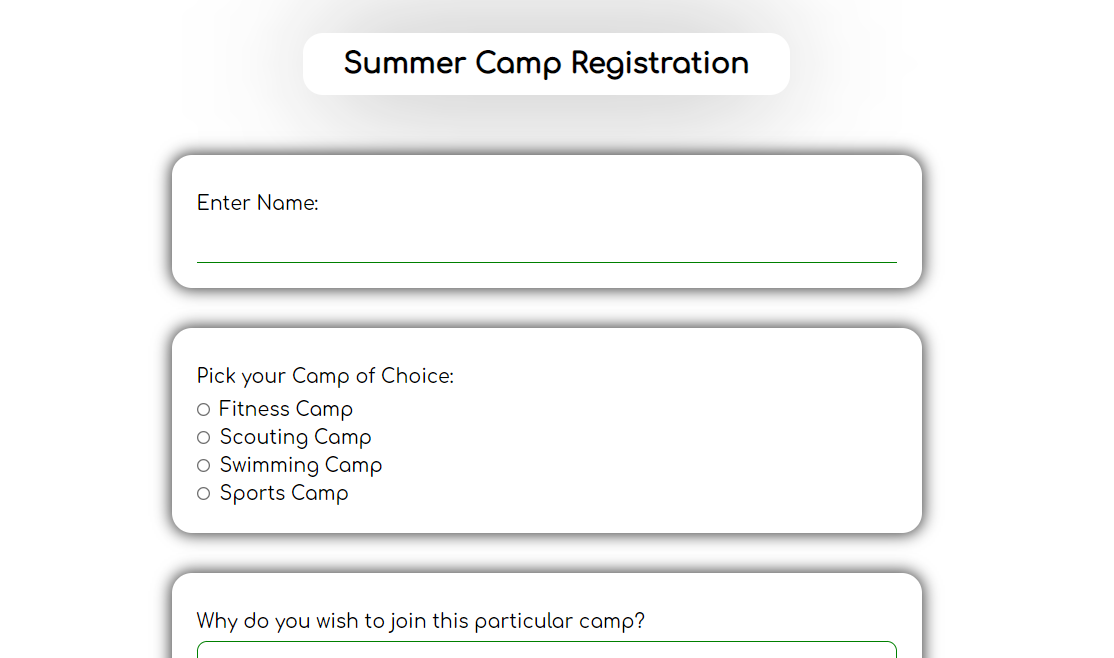 Summer Camp Registration
Enter Name:
Pick your Camp of Choice:
Fitness Camp
Scouting Camp
Swimming Camp
Sports Camp
Why do you wish to join this particular camp?